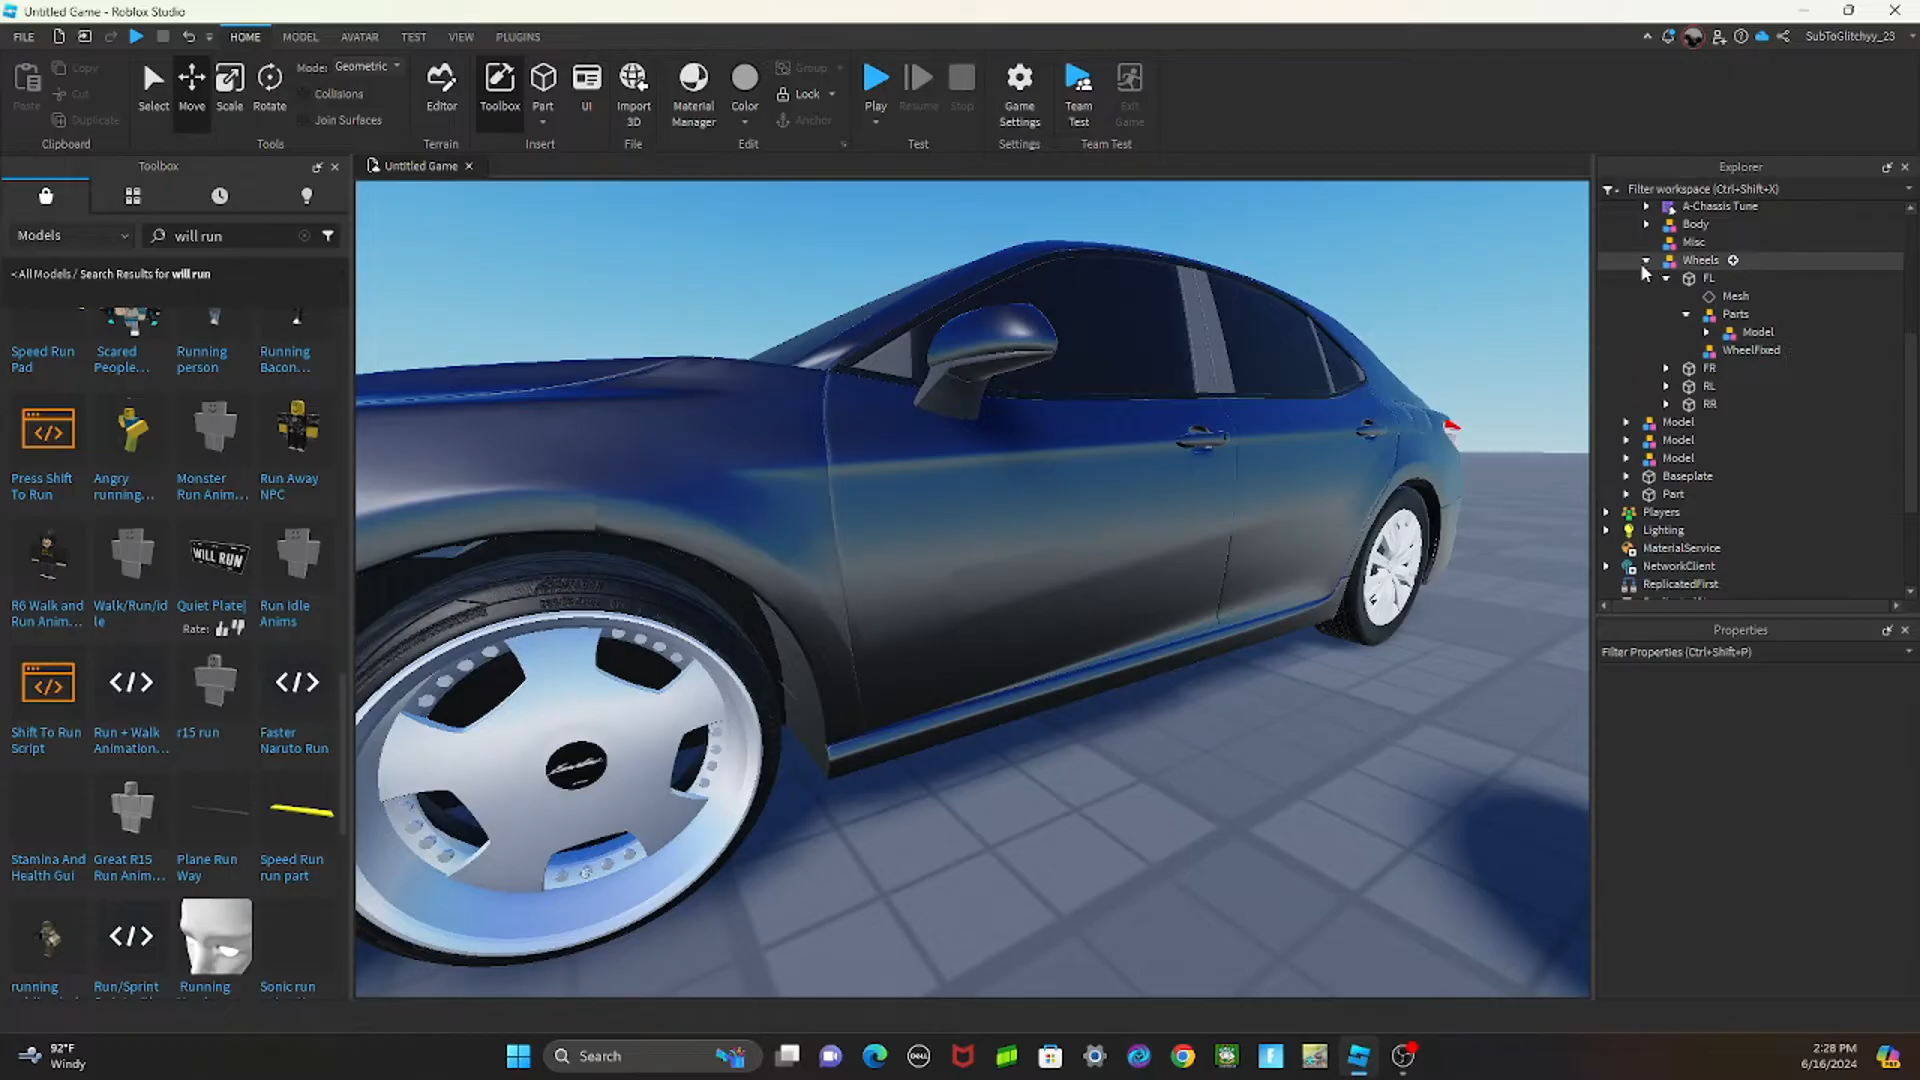 Untitled Game - Roblox Studio
FILE
HOME
MODEL
AVATAR
TEST
VIEW
PLUGINS
SubToGlitchyy_23
Paste
Copy
Cut
Duplicate
Clipboard
Select
Move
Scale
Rotate
Mode:
Geometric
Collisions
Join Surfaces
Tools
Editor
Terrain
Toolbox
Part
UI
Insert
Import
3D
File
Material
Manager
Color
Group
Lock
Anchor
Edit
Play
Resume
Stop
Test
Game
Settings
Settings
Team
Test
Exit
Game
Team Test
Toolbox
Models
will run
<All Models / Search Results for will run
Speed Run
Pad
Scared
People...
Running
person
Running
Bacon...
Press Shift
To Run
Angry
running...
Monster
Run Anim...
Run Away
NPC
WILL RUN
R6 Walk and
Run Anim...
Walk/Run/id
le
Quiet Plate|
Rate:
Run Idle
Anims
Shift To Run
Script
Run + Walk
Animation...
r15 run
Faster
Naruto Run
Stamina And
Health Gui
Great R15
Run Anim...
Plane Run
Way
Speed Run
run part
running
Run/Sprint
Running
Sonic run
Untitled Game
Explorer
Filter workspace (Ctrl+Shift+X)
A-Chassis Tune
Body
Misc
Wheels
FL
Mesh
Parts
Model
WheelFixed
FR
RL
RR
Model
Model
Model
Baseplate
Part
Players
Lighting
MaterialService
NetworkClient
ReplicatedFirst
Properties
Filter Properties (Ctrl+Shift+P)
92°F
Windy
Search
DELL
2:28 PM
6/16/2024